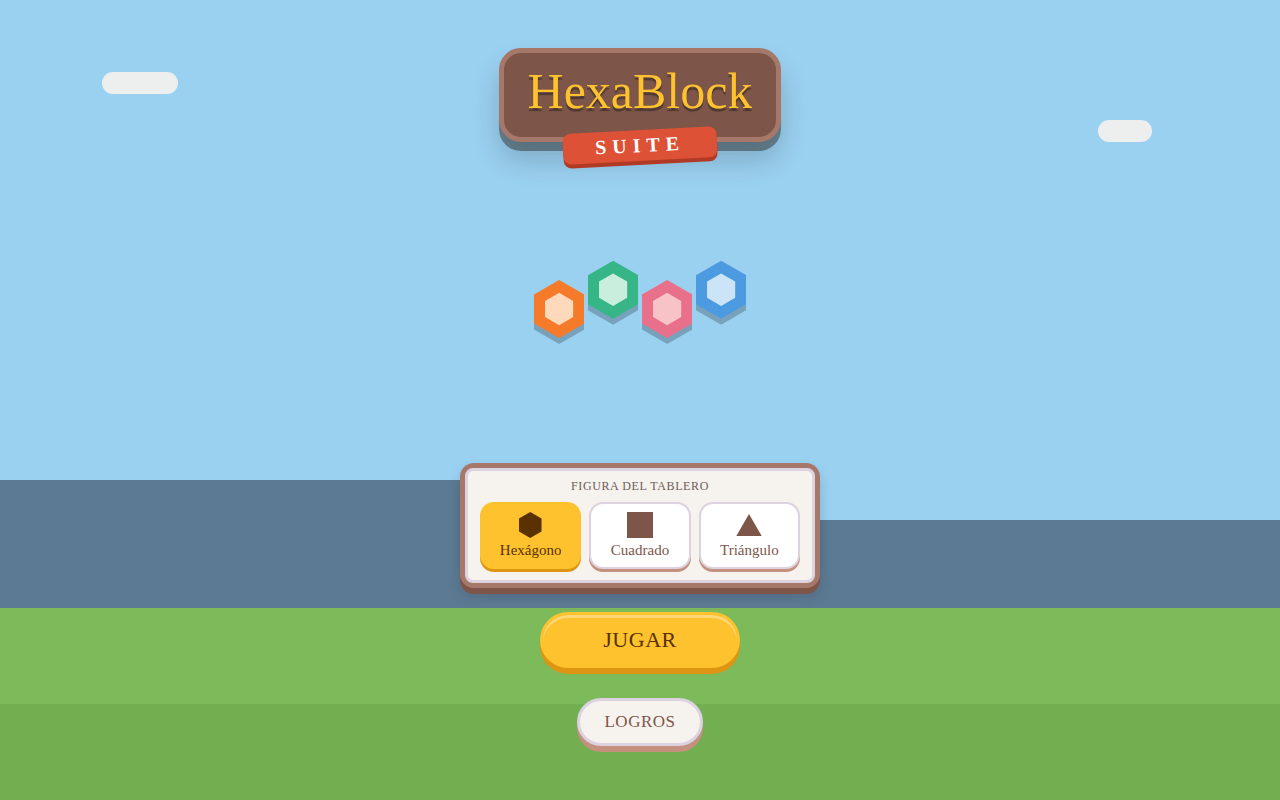 HexaBlock
SUITE
FIGURA DEL TABLERO
Hexágono
Cuadrado
Triángulo
JUGAR
LOGROS